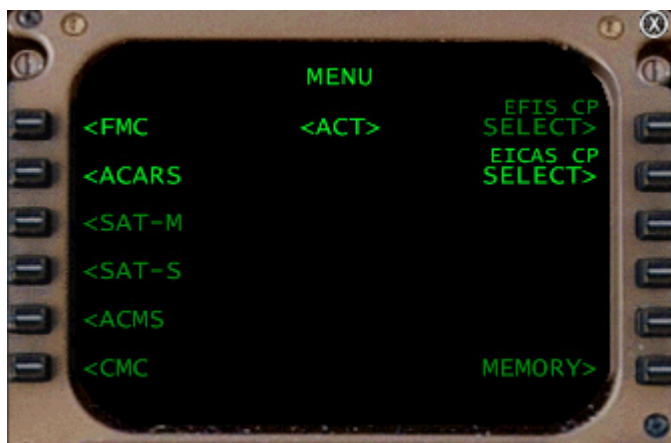 MENU
EFIS CP
<FMC <ACT> SELECT>
EICAS CP
<ACARS SELECT>
<SAT-M
<SAT-S
<ACMS
<CMC MEMORY>